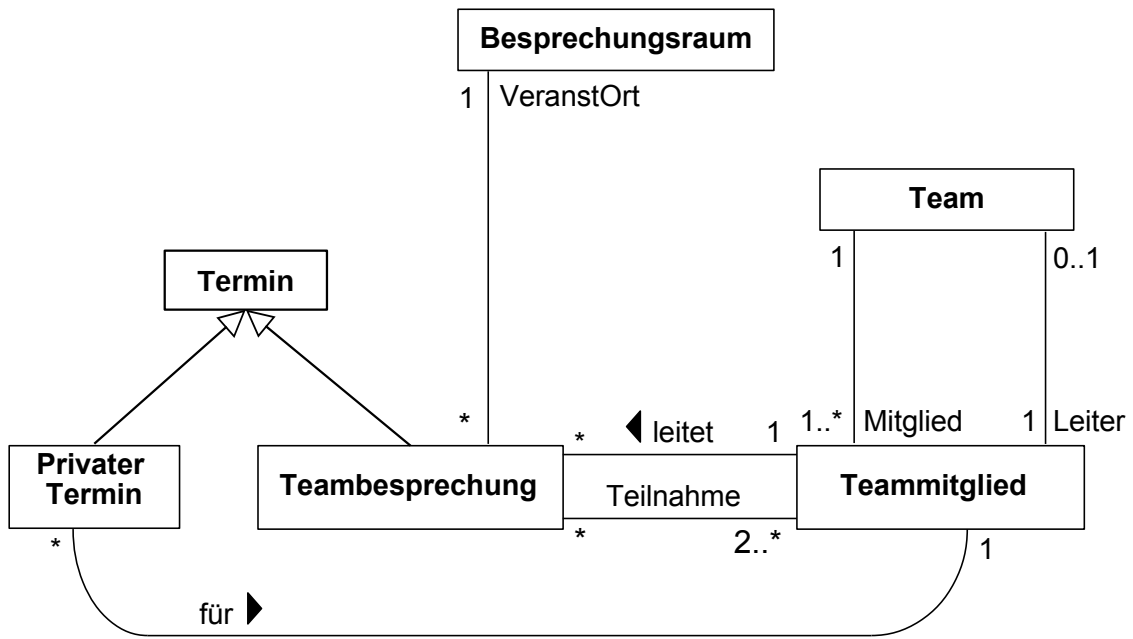 Besprechungsraum
1 VeranstOrt
Team
1 0..1
Termin
* * leitet 1 1..* Mitglied 1 Leiter
Privater
Termin
Teambesprechung
Teammitglied
Teilnahme
* * 2..* 1
für